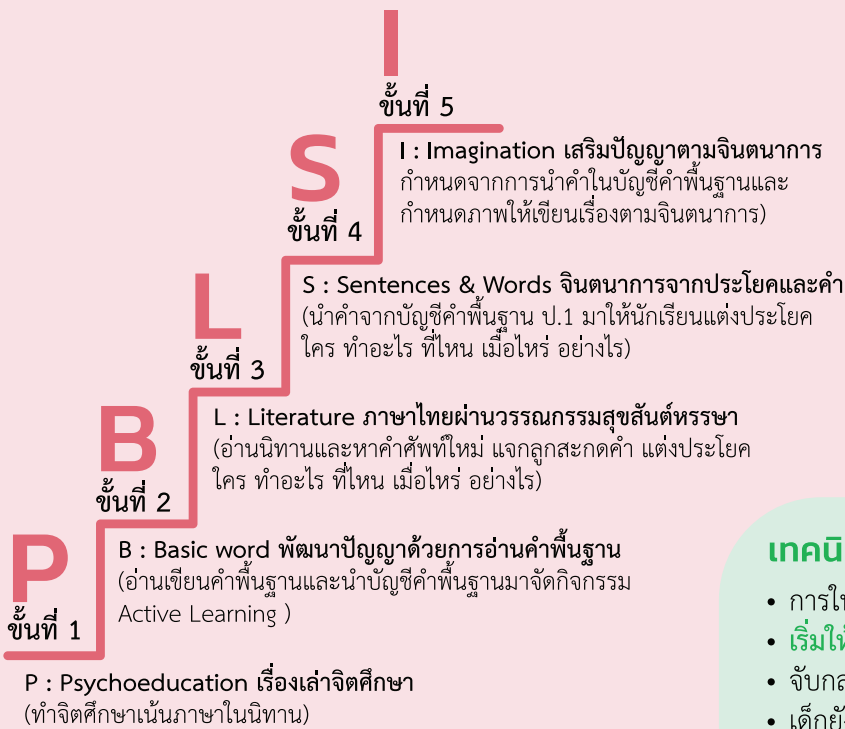 I
ขั้นที่ 5
I : Imagination เสริมปัญญาตามจินตนาการ
กำหนดจากการนำคำในบัญชีคำพื้นฐานและ
กำหนดภาพให้เขียนเรื่องตามจินตนาการ)
S
ขั้นที่ 4
S : Sentences & Words จินตนาการจากประโยคและคำ
(นำคำจากบัญชีคำพื้นฐาน ป.1 มาให้นักเรียนแต่งประโยค
ใคร ทำอะไร ที่ไหน เมื่อไหร่ อย่างไร)
L
ขั้นที่ 3
L : Literature ภาษาไทยผ่านวรรณกรรมสุขสันต์หรรษา
(อ่านนิทานและหาคำศัพท์ใหม่ แจกลูกสะกดคำ แต่งประโยค
ใคร ทำอะไร ที่ไหน เมื่อไหร่ อย่างไร)
B
ขั้นที่ 2
B : Basic word พัฒนาปัญญาด้วยการอ่านคำพื้นฐาน
(อ่านเขียนคำพื้นฐานและนำบัญชีคำพื้นฐานมาจัดกิจกรรม
Active Learning )
P
ขั้นที่ 1
P : Psychoeducation เรื่องเล่าจิตศึกษา
(ทำจิตศึกษาเน้นภาษาในนิทาน)
• เริ่มให้